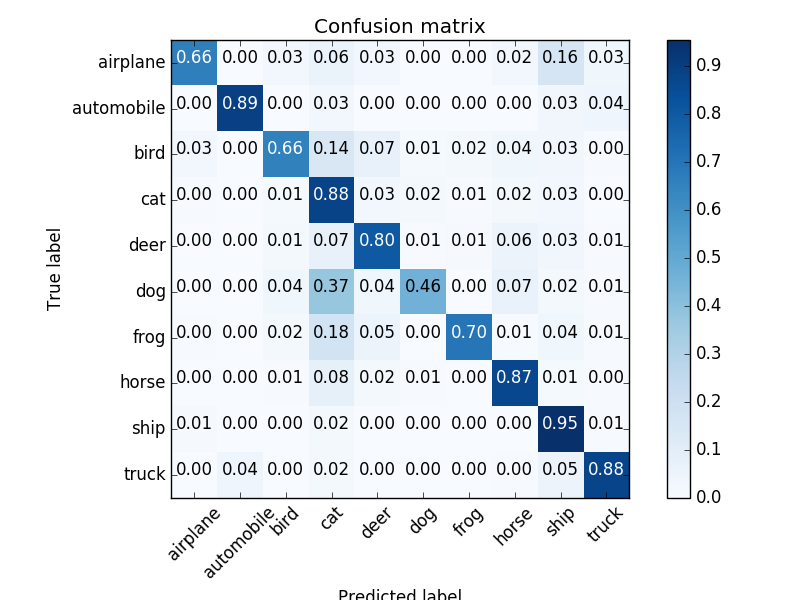 Confusion matrix
airplane 0.66 0.00 0.03 0.06 0.03 0.00 0.00 0.02 0.16 0.03
automobile 0.00 0.89 0.00 0.03 0.00 0.00 0.00 0.00 0.03 0.04
bird 0.03 0.00 0.66 0.14 0.07 0.01 0.02 0.04 0.03 0.00
cat 0.00 0.00 0.01 0.88 0.03 0.02 0.01 0.02 0.03 0.00
deer 0.00 0.00 0.01 0.07 0.80 0.01 0.01 0.06 0.03 0.01
dog 0.00 0.00 0.04 0.37 0.04 0.46 0.00 0.07 0.02 0.01
frog 0.00 0.00 0.02 0.18 0.05 0.00 0.70 0.01 0.04 0.01
horse 0.00 0.00 0.01 0.08 0.02 0.01 0.00 0.87 0.01 0.00
ship 0.01 0.00 0.00 0.02 0.00 0.00 0.00 0.00 0.95 0.01
truck 0.00 0.04 0.00 0.02 0.00 0.00 0.00 0.00 0.05 0.88
True label
airplane automobile bird cat deer dog frog horse ship truck
Predicted label
0.9
0.8
0.7
0.6
0.5
0.4
0.3
0.2
0.1
0.0